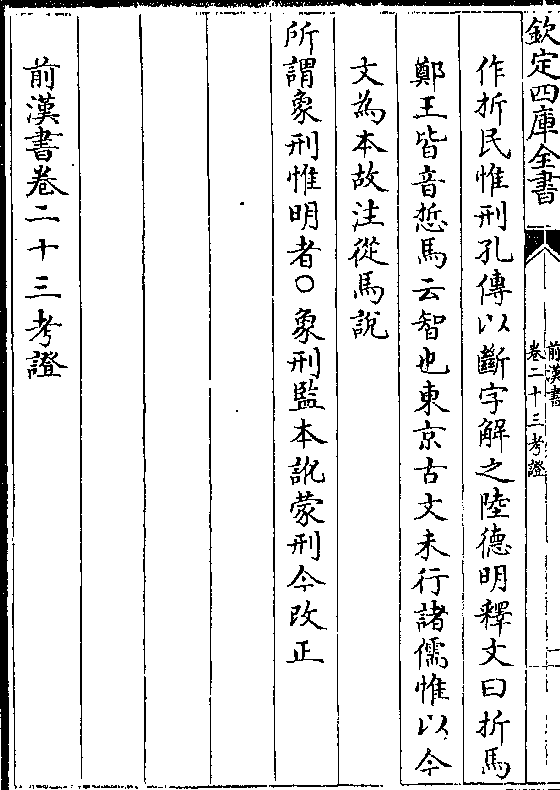 欽定四庫全書
前漢書
卷二十三考證
作折民惟刑孔傳以斷字解之陸德明釋文曰折馬
鄭王皆音悊馬云智也東京古文未行諸儒惟以今
文為本故注從馬說
所謂象刑惟明者○象刑監本訛蒙刑今改正
前漢書卷二十三考證